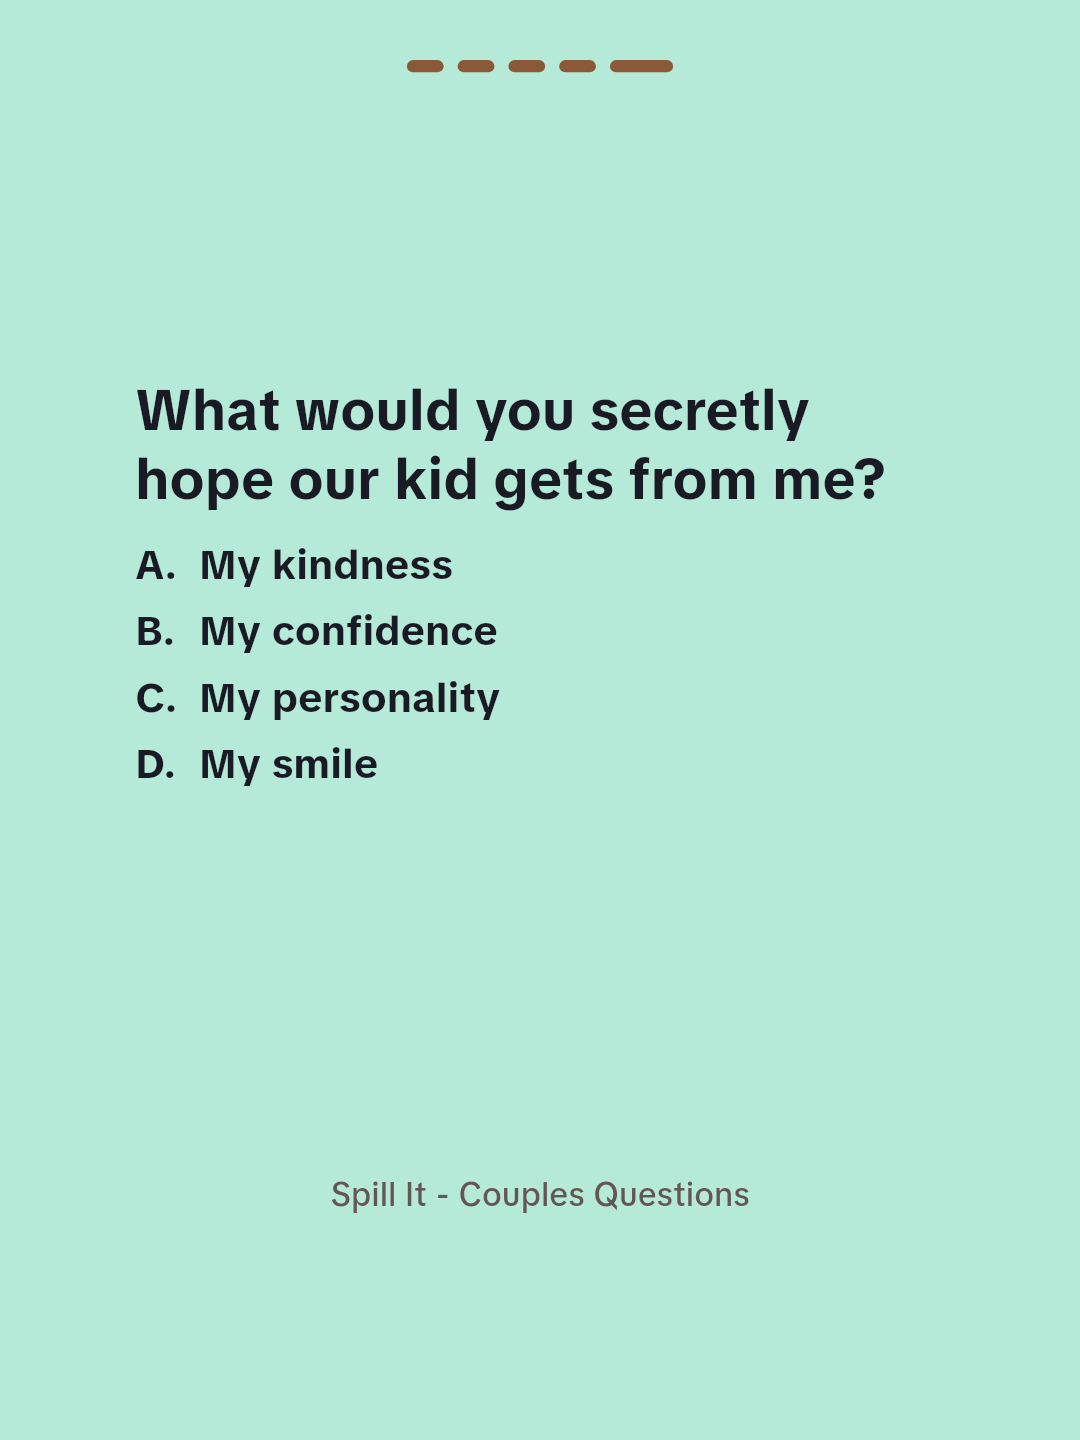 What would you secretly
hope our kid gets from me?
A. My kindness
B. My confidence
C. My personality
D. My smile
Spill It - Couples Questions